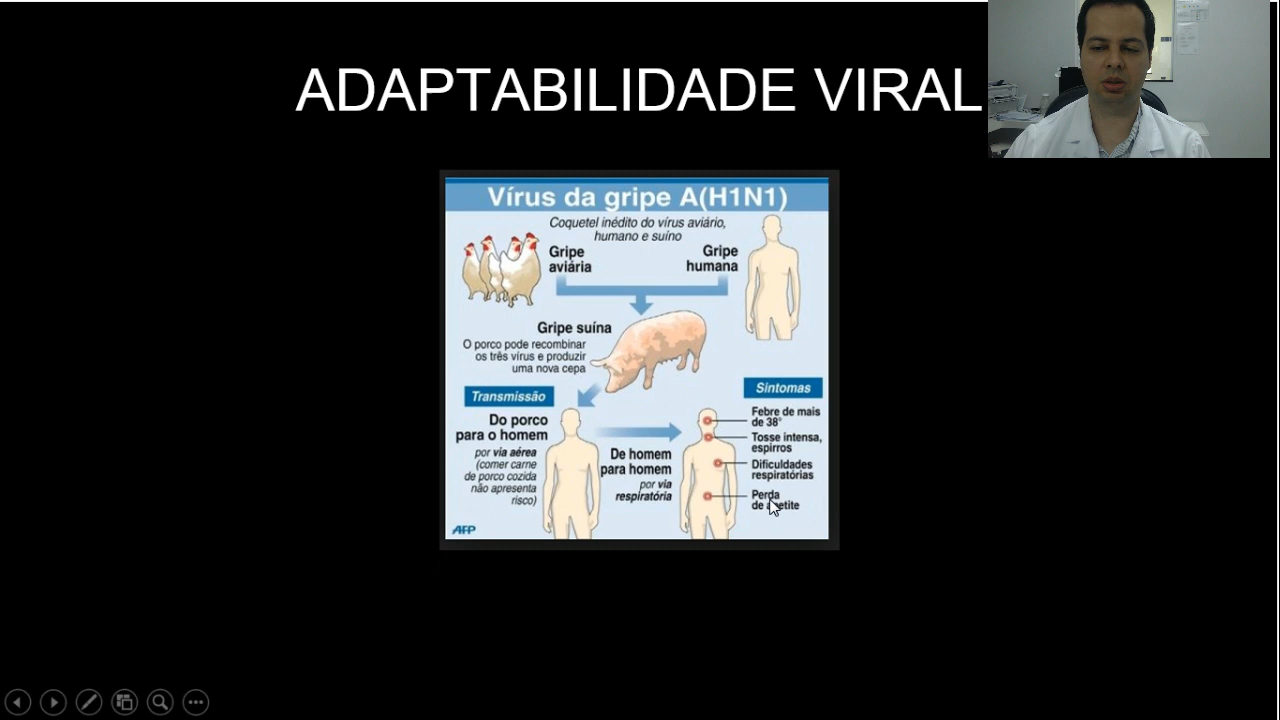 ADAPTABILIDADE VIRAL
Vírus da gripe A(H1N1)
Coquetel inédito do vírus aviário,
humano e suíno
Gripe
aviária
Gripe
humana
Gripe suína
O porco pode recombinar
os três vírus e produzir
uma nova cepa
Transmissão
Do porco
para o homem
por via aérea
(comer carne
de porco cozida
não apresenta
risco)
De homem
para homem
por via
respiratória
Síntomas
Febre de mais
de 38°
Tosse intensa,
espirros
Dificuldades
respiratórias
Perda
de apetite
AFP